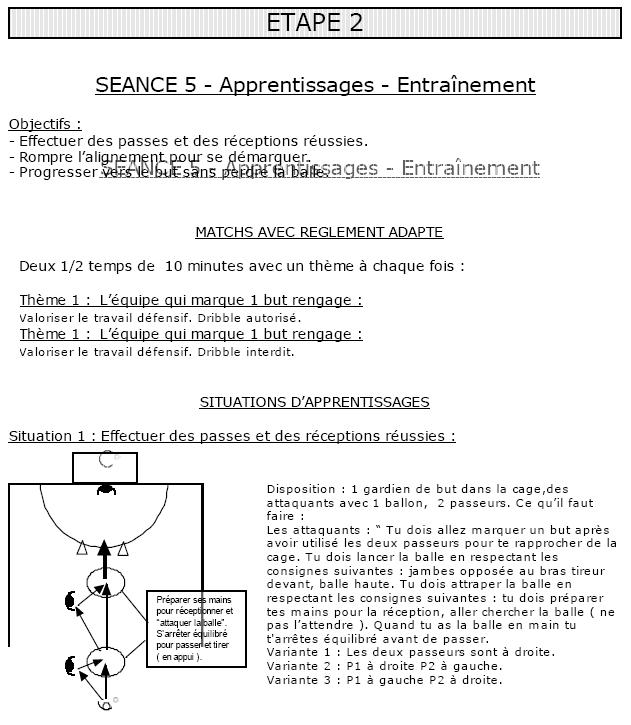 ETAPE 2
SEANCE 5 - Apprentissages - Entraînement
Objectifs :
- Effectuer des passes et des réceptions réussies.
- Rompre l'alignement pour se démarquer.
- Progresser vers le but sans perdre la balle.
SEANCE 5 - Apprentissages - Entraînement
MATCHS AVEC REGLEMENT ADAPTE
Deux 1/2 temps de 10 minutes avec un thème à chaque fois :
Thème 1 : L'équipe qui marque 1 but rengage :
Valoriser le travail défensif. Dribble autorisé.
Thème 1 : L'équipe qui marque 1 but rengage :
Valoriser le travail défensif. Dribble interdit.
SITUATIONS D'APPRENTISSAGES
Situation 1 : Effectuer des passes et des réceptions réussies :
Disposition : 1 gardien de but dans la cage,des
attaquants avec 1 ballon, 2 passeurs. Ce qu'il faut
faire :
Les attaquants : " Tu dois allez marquer un but après
avoir utilisé les deux passeurs pour te rapprocher de la
cage. Tu dois lancer la balle en respectant les
consignes suivantes : jambes opposée au bras tireur
devant, balle haute. Tu dois attraper la balle en
respectant les consignes suivantes : tu dois préparer
tes mains pour la réception, aller chercher la balle ( ne
pas l'attendre ). Quand tu as la balle en main tu
t'arrêtes équilibré avant de passer.
Variante 1 : Les deux passeurs sont à droite.
Variante 2 : P1 à droite P2 à gauche.
Variante 3 : P1 à gauche P2 à droite.
Préparer ses mains
pour réceptionner et
"attaquer la balle".
S'arrêter équilibré
pour passer et tirer
( en appui ).